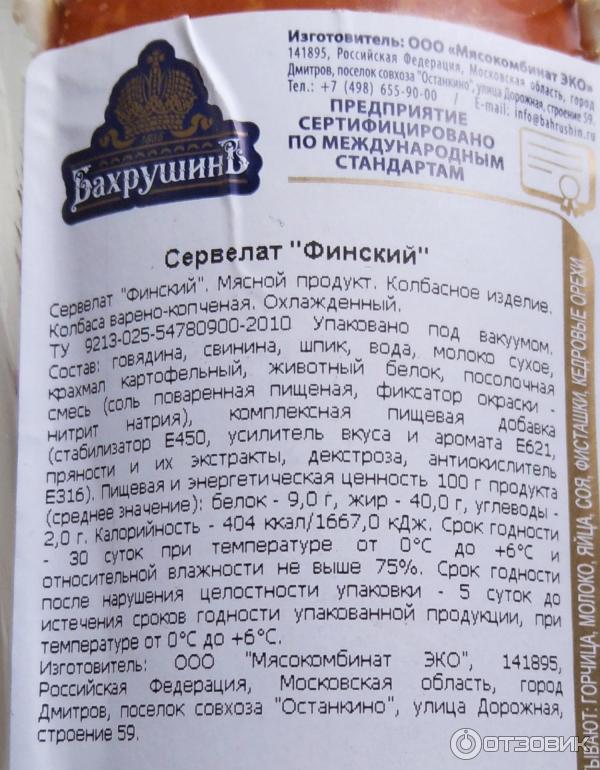 Изготовитель: ООО "Мясокомбинат ЭКО"
141895, Российская Федерация, Московская область, город
Дмитров, поселок совхоза "Останкино", улица Дорожная, строение 59.
Тел.: +7 (498) 655-90-00 / E-mail: info@bahrushin.ru
ПРЕДПРИЯТИЕ
СЕРТИФИЦИРОВАНО
ПО МЕЖДУНАРОДНЫМ
СТАНДАРТАМ
БахрушинЪ
Сервелат "Финский"
Сервелат "Финский". Мясной продукт. Колбасное изделие.
Колбаса варено-копченая. Охлажденный.
ТУ 9213-025-54780900-2010 Упаковано под вакуумом.
Состав: говядина, свинина, шпик, вода, молоко сухое,
крахмал картофельный, животный белок, посолочная
смесь (соль поваренная пищеная, фиксатор окраски -
нитрит натрия), комплексная пищевая добавка
(стабилизатор Е450, усилитель вкуса и аромата Е621,
пряности и их экстракты, декстроза, антиокислитель
Е316). Пищевая и энергетическая ценность 100 г продукта
(среднее значение): белок - 9,0 г, жир - 40,0 г, углеводы -
2,0 г. Калорийность - 404 ккал/1667,0 кДж. Срок годности
- 30 суток при температуре от 0°С до +6°С и
относительной влажности не выше 75%. Срок годности
после нарушения целостности упаковки - 5 суток до
истечения сроков годности упакованной продукции, при
температуре от 0°С до +6°С.
Изготовитель: ООО "Мясокомбинат ЭКО", 141895,
Российская Федерация, Московская область, город
Дмитров, поселок совхоза "Останкино", улица Дорожная,
строение 59.
ГОРЧИЦА, МОЛОКО, ЯЙЦА, СОЯ, ФИСТАШКИ, КЕДРОВЫЕ ОРЕХИ
ОТЗОВИК